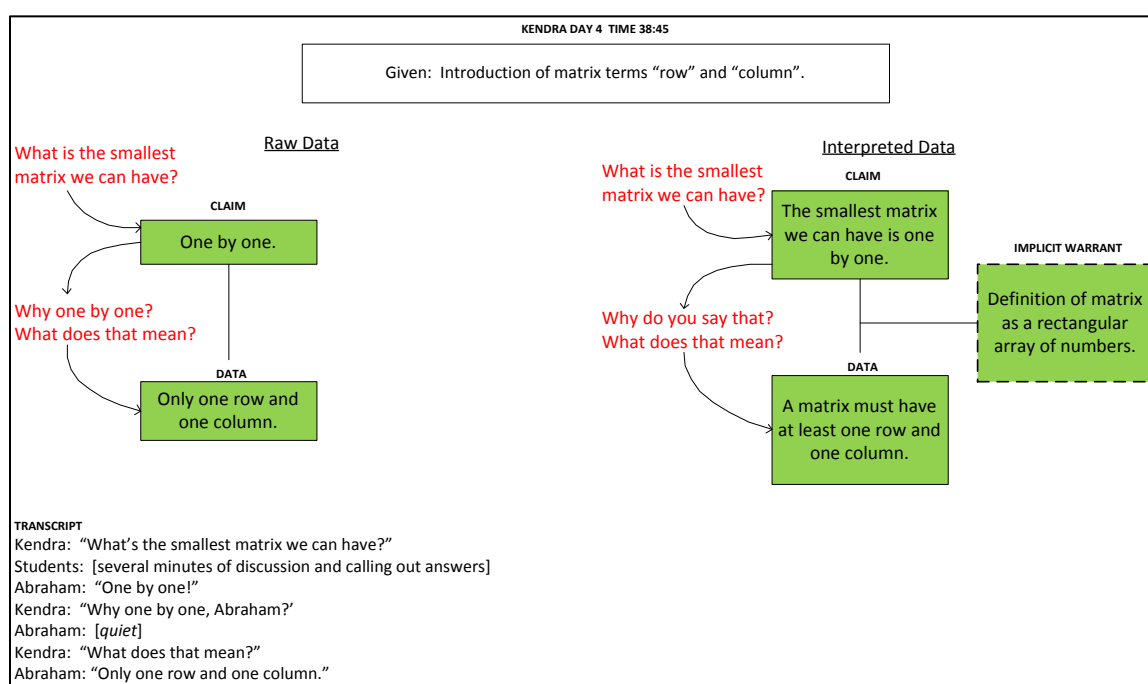 KENDRA DAY 4 TIME 38:45
Given: Introduction of matrix terms “row” and “column”.
Raw Data
What is the smallest
matrix we can have?
CLAIM
One by one.
Why one by one?
What does that mean?
DATA
Only one row and
one column.
Interpreted Data
What is the smallest
matrix we can have?
CLAIM
The smallest matrix
we can have is one
by one.
IMPLICIT WARRANT
Definition of matrix
as a rectangular
array of numbers.
Why do you say that?
What does that mean?
DATA
A matrix must have
at least one row and
one column.
TRANSCRIPT
Kendra: “What’s the smallest matrix we can have?”
Students: [several minutes of discussion and calling out answers]
Abraham: “One by one!”
Kendra: “Why one by one, Abraham?’
Abraham: [quiet]
Kendra: “What does that mean?”
Abraham: “Only one row and one column.”